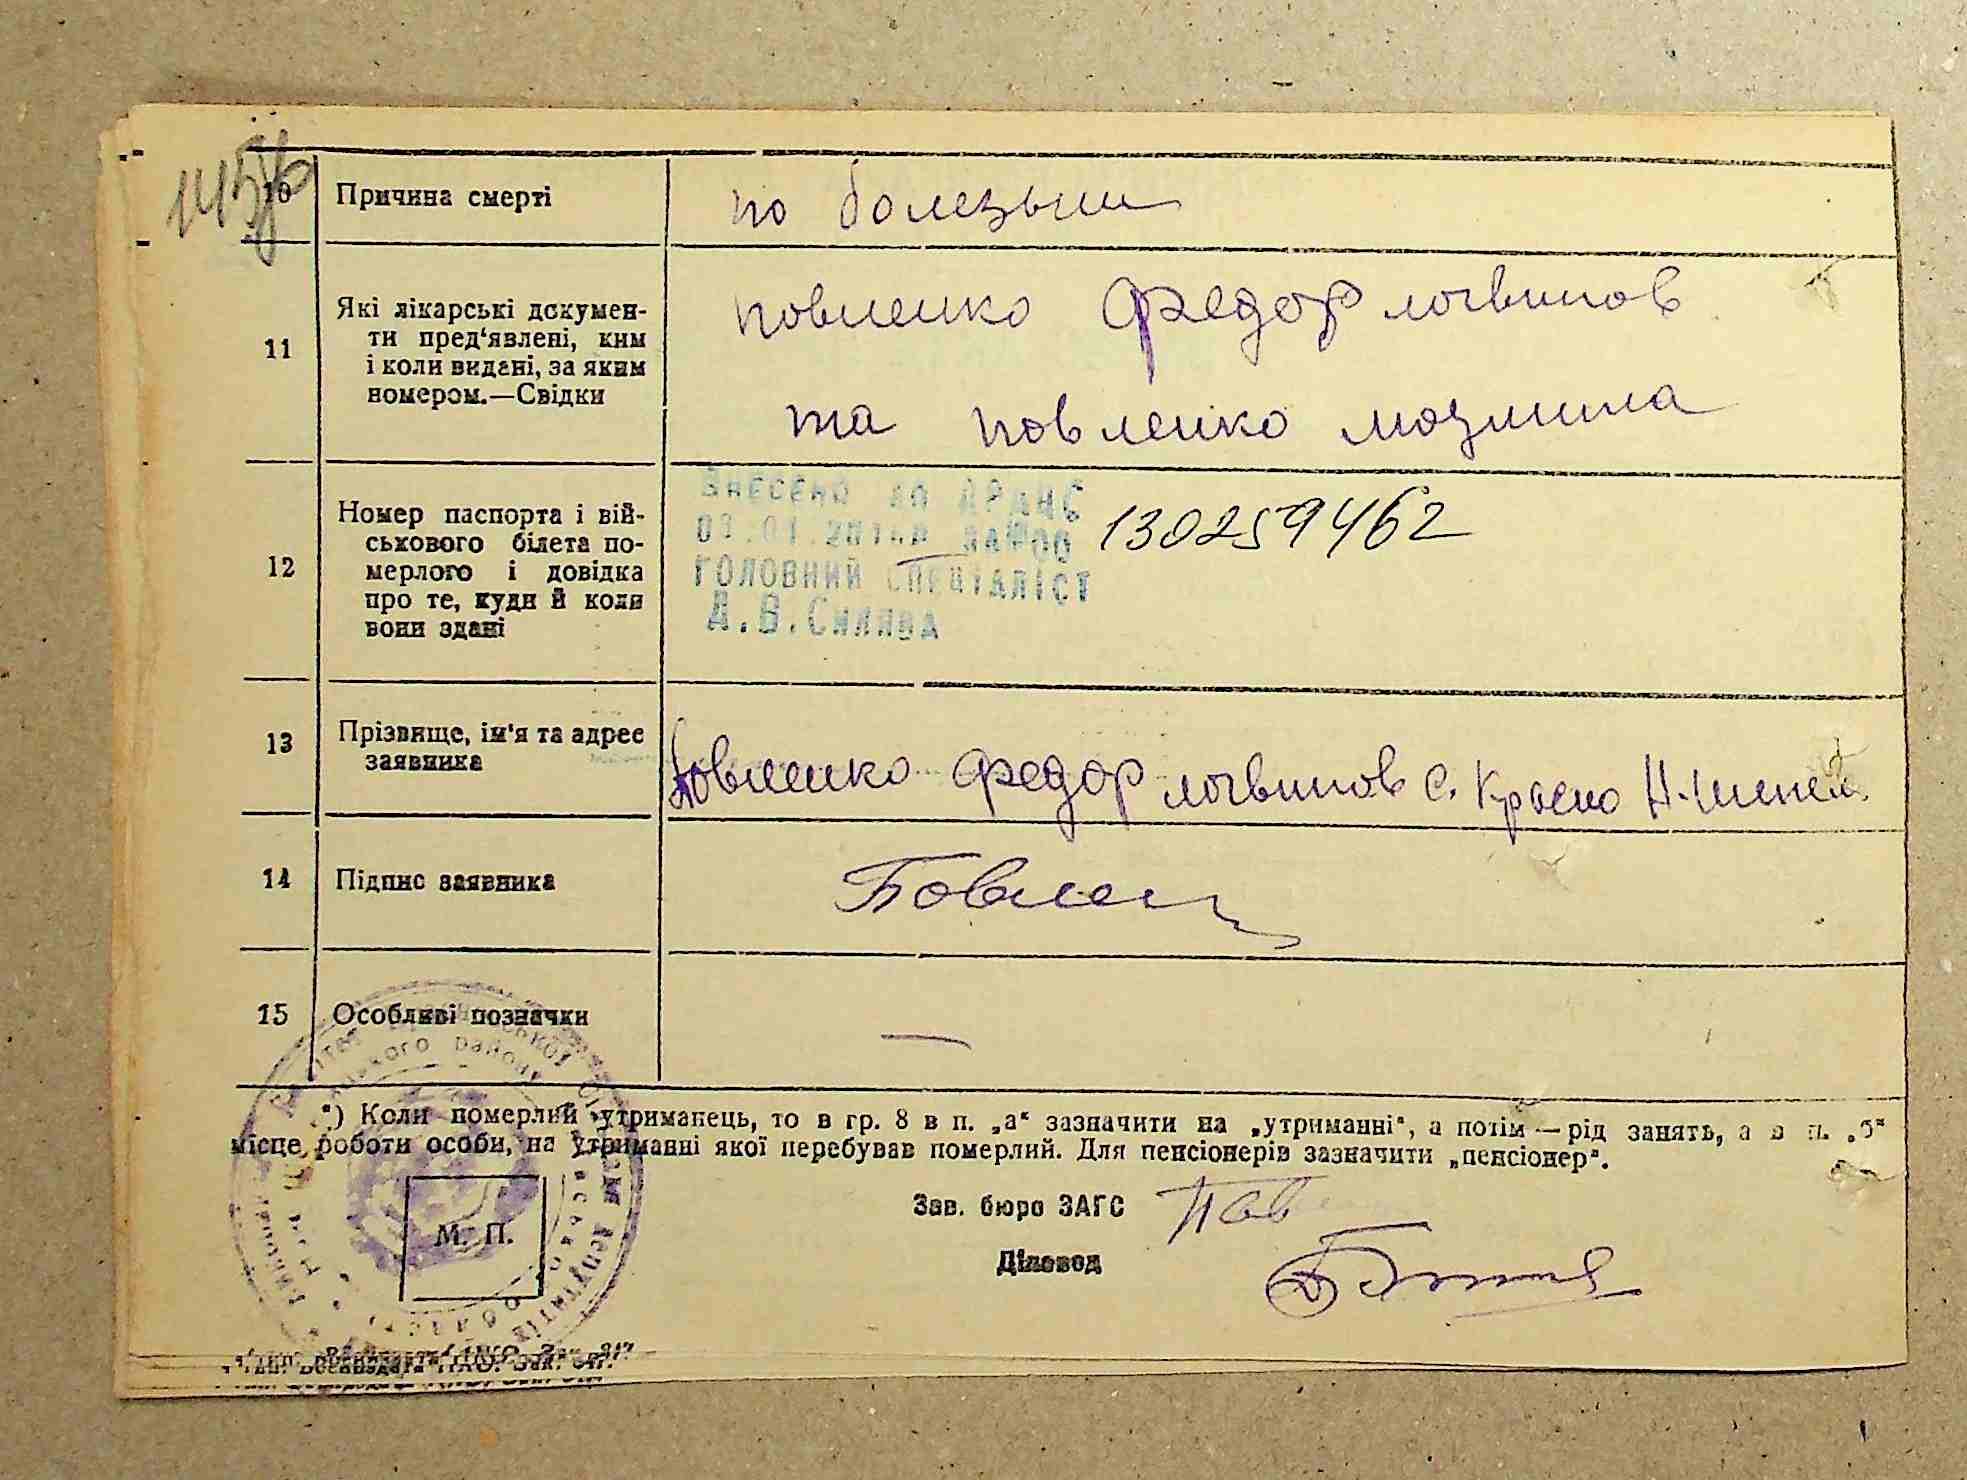 10 Причина смерті
по болезьни
11 Які лікарські докумен-
ти пред'явлені, ким
і коли видані, за яким
номером.—Свідки
повленко Федор логвинов
та повленко
12 Номер паспорта і вій-
ськового білета по-
мерлого і довідка
про те, куди й коли
вони здані
Внесено до ДРАЦС
ГОЛОВНИЙ СПЕЦІАЛІСТ
130259462
13 Прізвище, ім'я та адрес
заявника
Повленко Федор логвинов с. Красно
14 Підпис заявника
15 Особливі позначки
—
*) Коли померлий утриманець, то в гр. 8 в п. „а“ зазначити на „утриманні“, а потім — рід занять, а в п. „б“
місце роботи особи, на утриманні якої перебував померлий. Для пенсіонерів зазначити „пенсіонер“.
Зав. бюро ЗАГС Пав
Діловод
М. П.